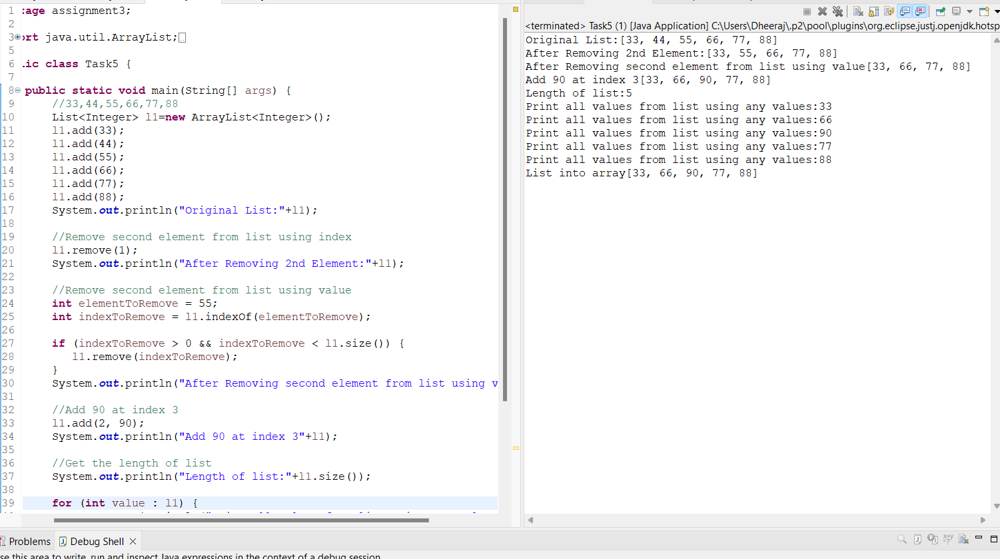 1 :age assignment3;
2
3 ort java.util.ArrayList;
5
6 .ic class Task5 {
7
8 public static void main(String[] args) {
9 //33,44,55,66,77,88
10 List<Integer> l1=new ArrayList<Integer>();
11 l1.add(33);
12 l1.add(44);
13 l1.add(55);
14 l1.add(66);
15 l1.add(77);
16 l1.add(88);
17 System.out.println("Original List:"+l1);
18
19 //Remove second element from list using index
20 l1.remove(1);
21 System.out.println("After Removing 2nd Element:"+l1);
22
23 //Remove second element from list using value
24 int elementToRemove = 55;
25 int indexToRemove = l1.indexOf(elementToRemove);
26
27 if (indexToRemove > 0 && indexToRemove < l1.size()) {
28 l1.remove(indexToRemove);
29 }
30 System.out.println("After Removing second element from list using v
31
32 //Add 90 at index 3
33 l1.add(2, 90);
34 System.out.println("Add 90 at index 3"+l1);
35
36 //Get the length of list
37 System.out.println("Length of list:"+l1.size());
38
39 for (int value : l1) {
<terminated> Task5 (1) [Java Application] C:\Users\Dheeraj\.p2\pool\plugins\org.eclipse.justj.openjdk.hotsp
Original List:[33, 44, 55, 66, 77, 88]
After Removing 2nd Element:[33, 55, 66, 77, 88]
After Removing second element from list using value[33, 66, 77, 88]
Add 90 at index 3[33, 66, 90, 77, 88]
Length of list:5
Print all values from list using any values:33
Print all values from list using any values:66
Print all values from list using any values:90
Print all values from list using any values:77
Print all values from list using any values:88
List into array[33, 66, 90, 77, 88]
Problems Debug Shell
se this area to write, run and inspect Java expressions in the context of a debug session